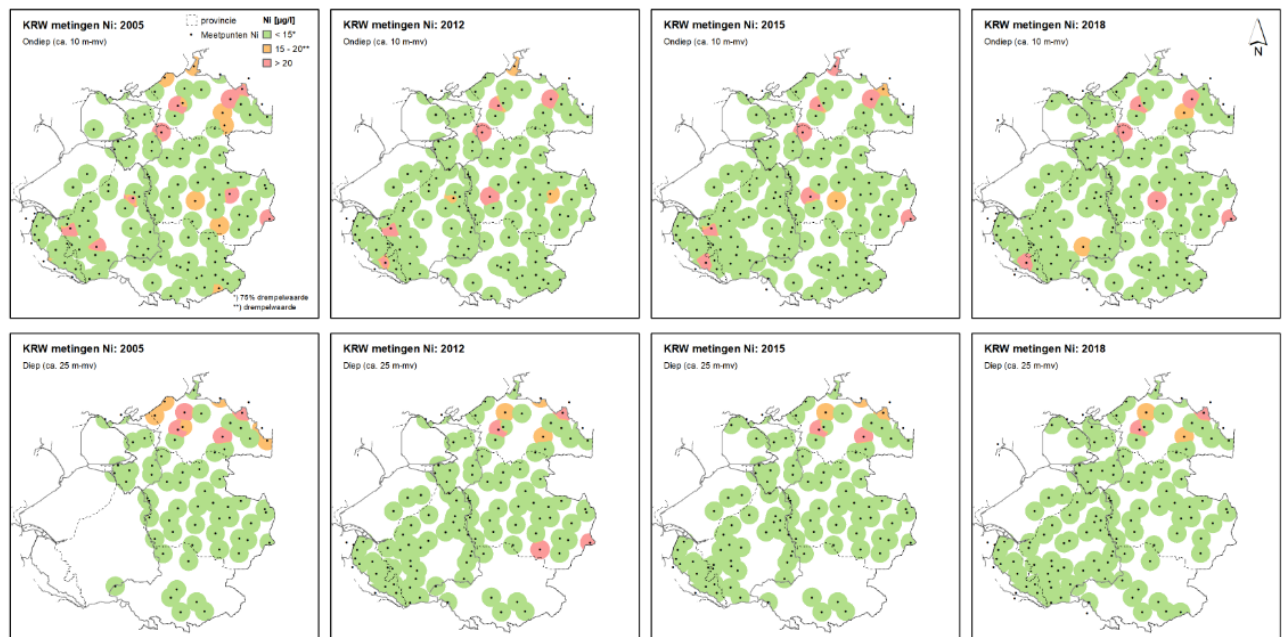 KRW metingen Ni: 2005
Ondiep (ca. 10 m-mv)
provincie
Meetpunten Ni
Ni [µg/l]
< 15*
15 - 20**
> 20
*) 75% drempelwaarde
**) drempelwaarde
KRW metingen Ni: 2012
Ondiep (ca. 10 m-mv)
KRW metingen Ni: 2015
Ondiep (ca. 10 m-mv)
KRW metingen Ni: 2018
Ondiep (ca. 10 m-mv)
N
KRW metingen Ni: 2005
Diep (ca. 25 m-mv)
KRW metingen Ni: 2012
Diep (ca. 25 m-mv)
KRW metingen Ni: 2015
Diep (ca. 25 m-mv)
KRW metingen Ni: 2018
Diep (ca. 25 m-mv)